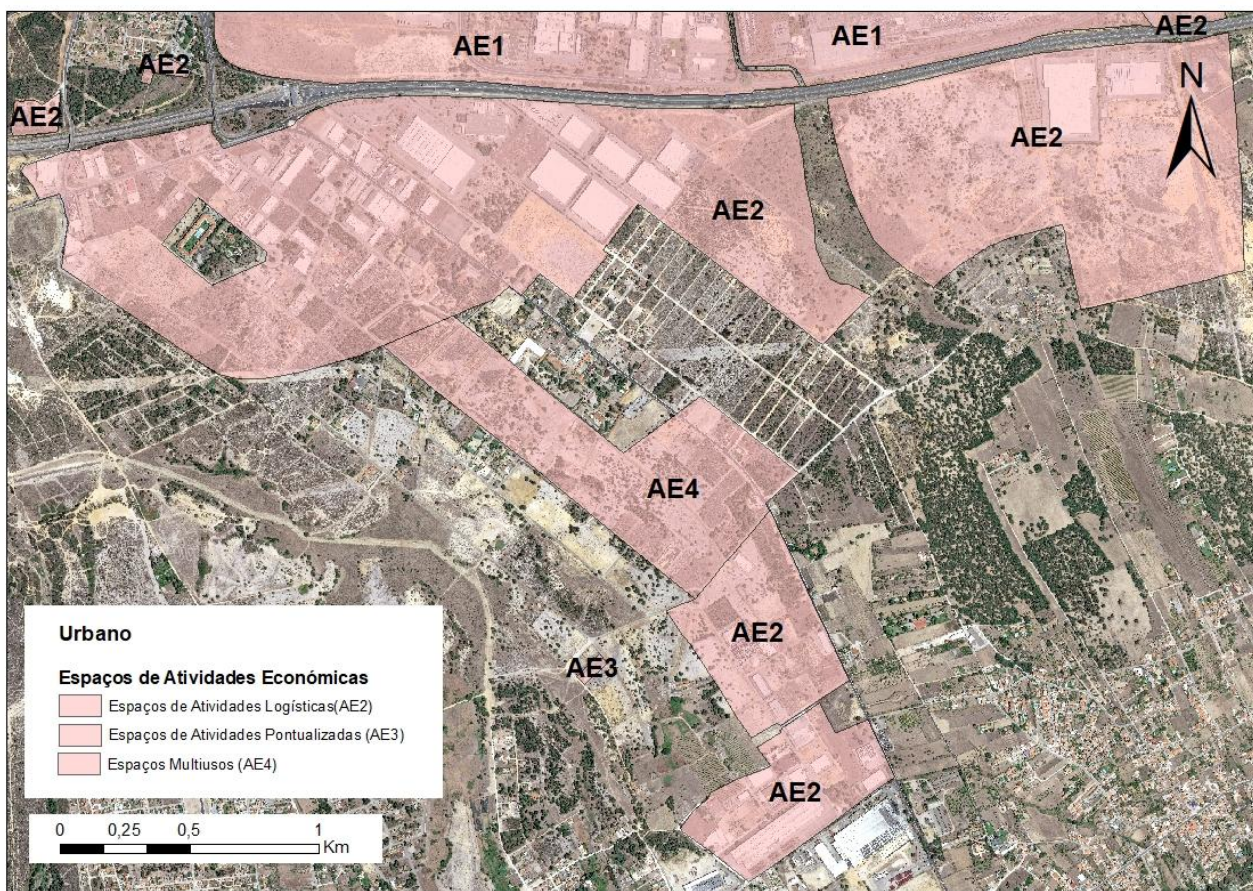 AE1
AE1
AE2
AE2
AE2
N
AE2
AE2
AE4
AE2
AE3
AE2
Urbano
Espaços de Atividades Económicas
Espaços de Atividades Logísticas(AE2)
Espaços de Atividades Pontualizadas (AE3)
Espaços Multiusos (AE4)
0 0,25 0,5 1
Km